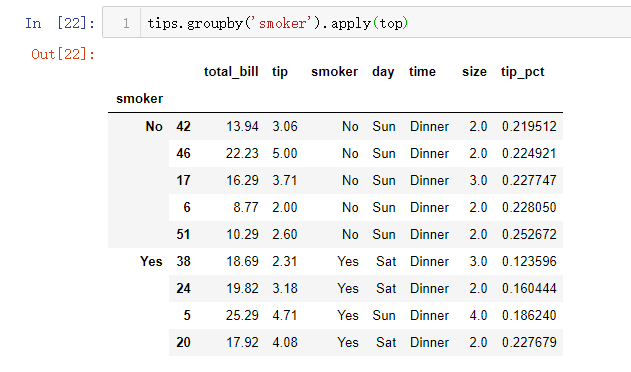 In [22]: 1 tips.groupby('smoker').apply(top)
Out[22]:
total_bill tip smoker day time size tip_pct
smoker
No 42 13.94 3.06 No Sun Dinner 2.0 0.219512
46 22.23 5.00 No Sun Dinner 2.0 0.224921
17 16.29 3.71 No Sun Dinner 3.0 0.227747
6 8.77 2.00 No Sun Dinner 2.0 0.228050
51 10.29 2.60 No Sun Dinner 2.0 0.252672
Yes 38 18.69 2.31 Yes Sat Dinner 3.0 0.123596
24 19.82 3.18 Yes Sat Dinner 2.0 0.160444
5 25.29 4.71 Yes Sun Dinner 4.0 0.186240
20 17.92 4.08 Yes Sat Dinner 2.0 0.227679